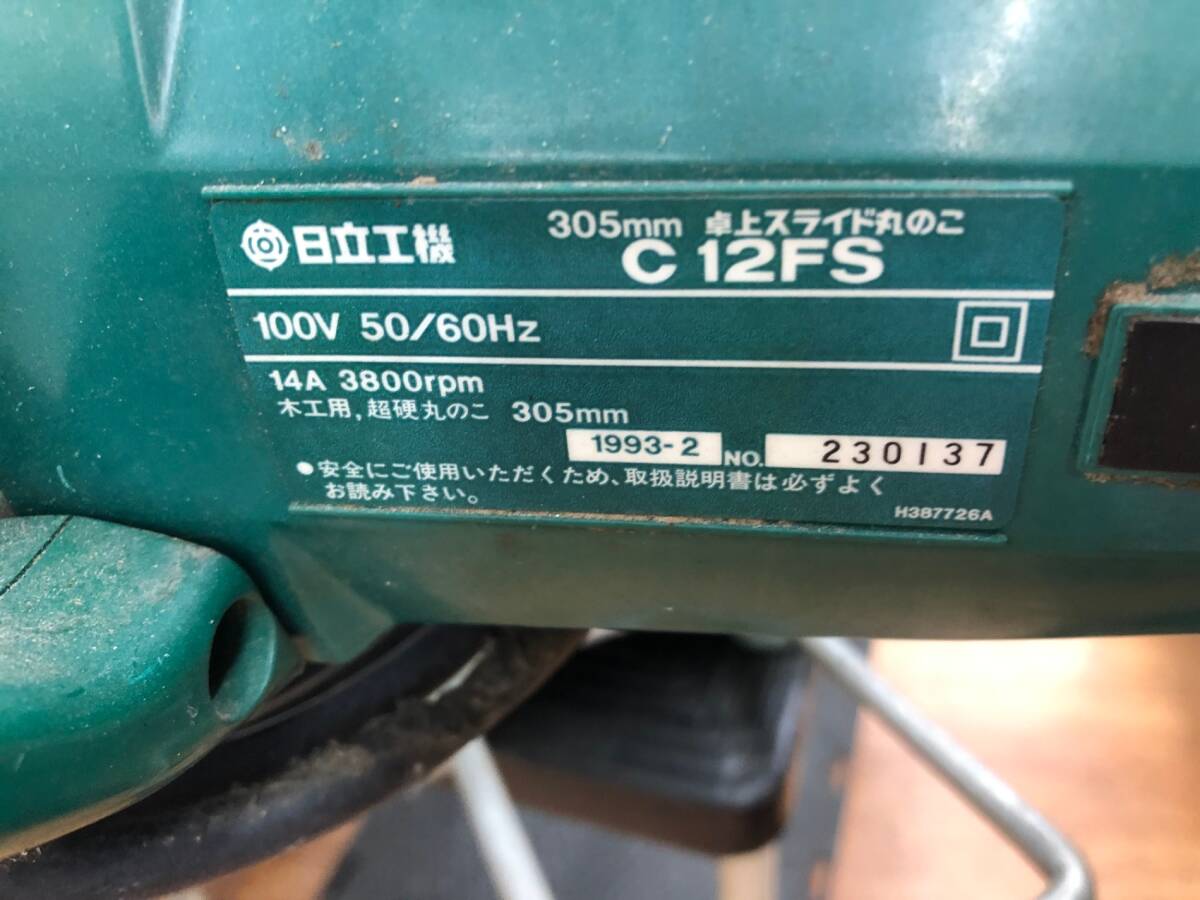 日立工機
305mm 卓上スライド丸のこ
C 12FS
100V 50/60Hz
14A 3800rpm
木工用,超硬丸のこ 305mm
1993-2 NO. 230137
●安全にご使用いただくため、取扱説明書は必ずよく
お読み下さい。
H387726A